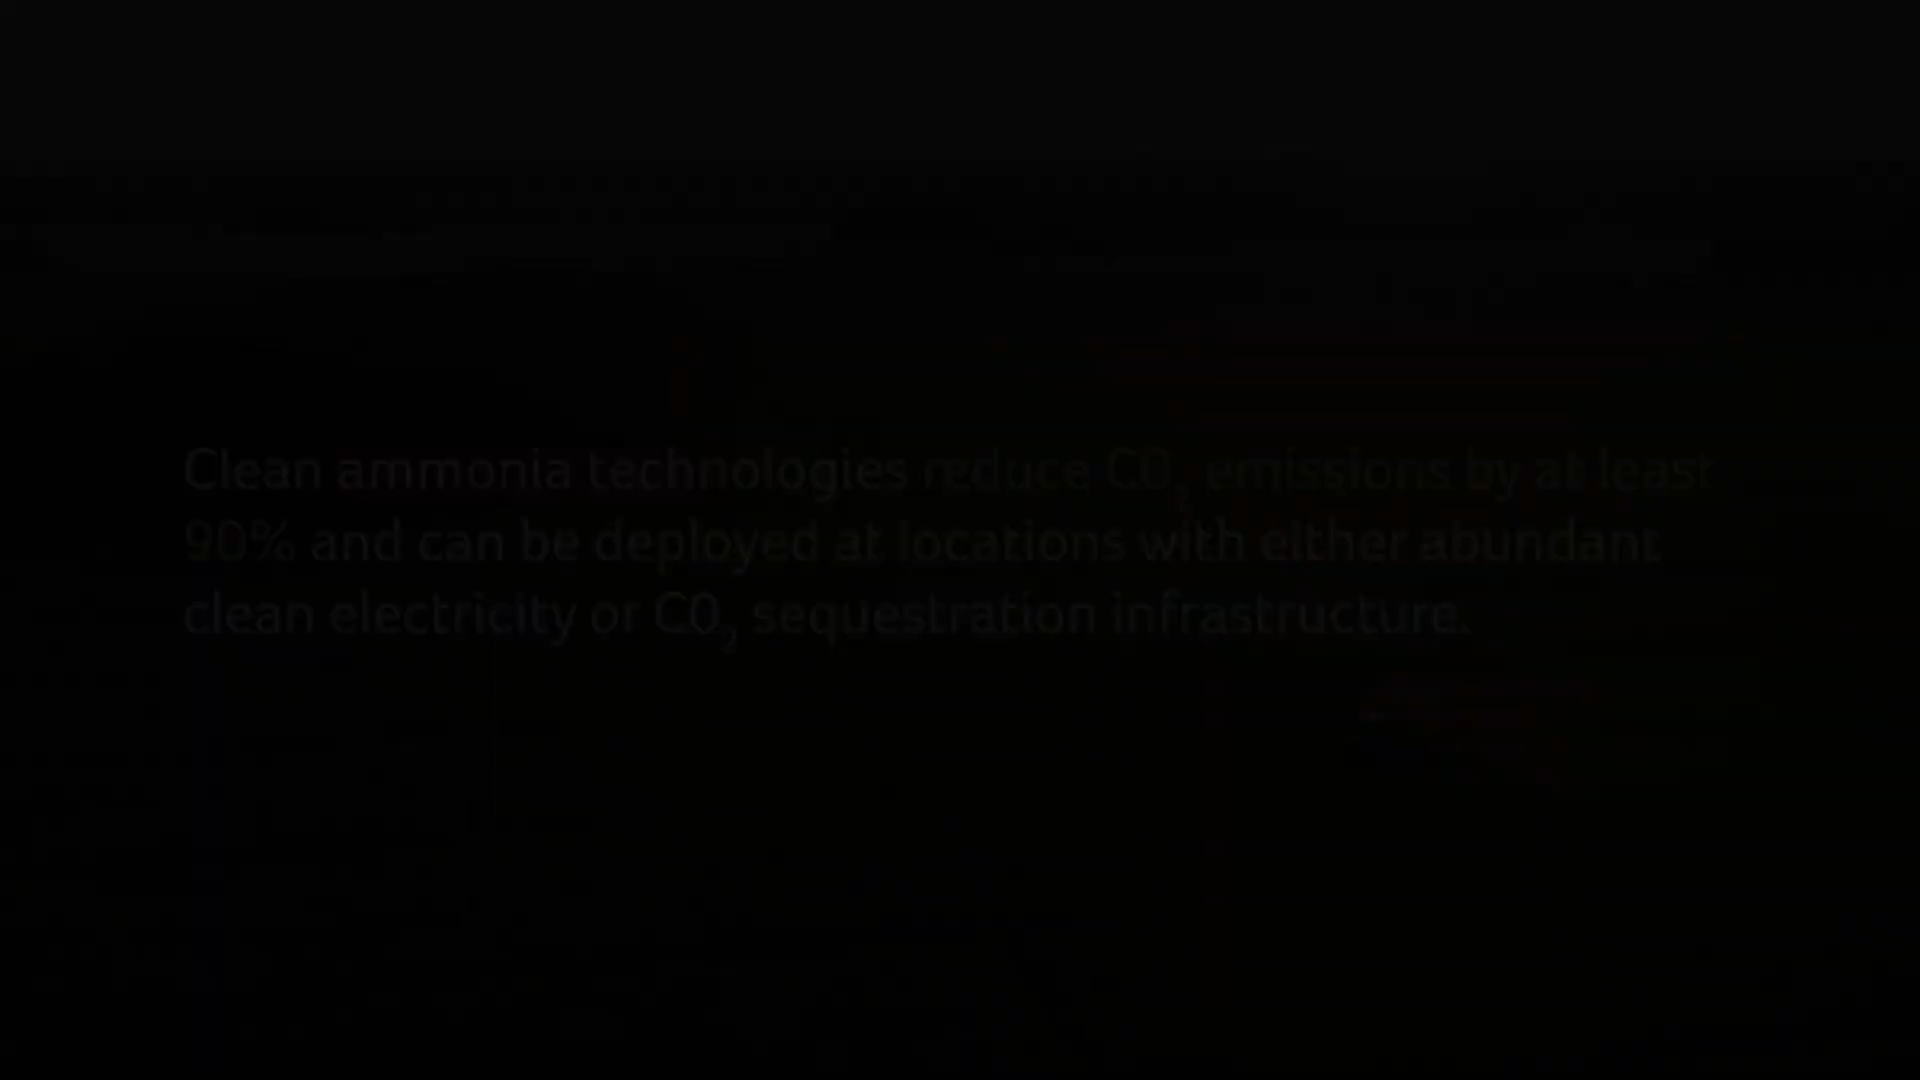 Clean ammonia technologies reduce CO₂ emissions by at least
90% and can be deployed at locations with either abundant
clean electricity or CO₂ sequestration infrastructure.